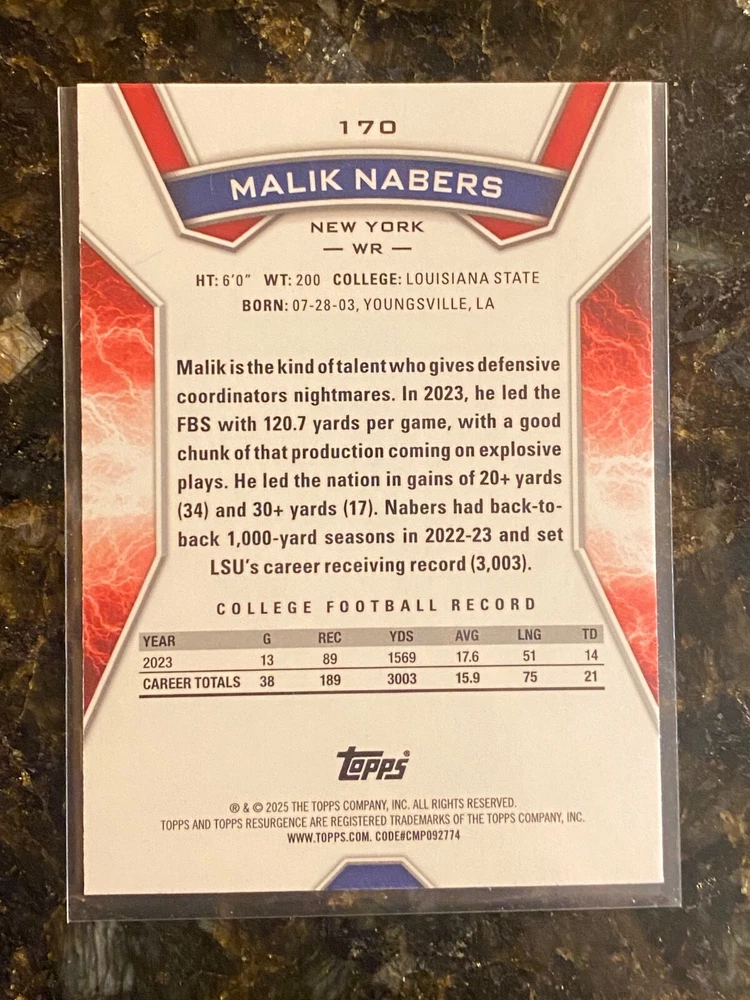 170
MALIK NABERS
NEW YORK
— WR —
HT: 6'0" WT: 200 COLLEGE: LOUISIANA STATE
BORN: 07-28-03, YOUNGSVILLE, LA
Malik is the kind of talent who gives defensive
coordinators nightmares. In 2023, he led the
FBS with 120.7 yards per game, with a good
chunk of that production coming on explosive
plays. He led the nation in gains of 20+ yards
(34) and 30+ yards (17). Nabers had back-to-
back 1,000-yard seasons in 2022-23 and set
LSU's career receiving record (3,003).
COLLEGE FOOTBALL RECORD
YEAR G REC YDS AVG LNG TD
2023 13 89 1569 17.6 51 14
CAREER TOTALS 38 189 3003 15.9 75 21
Topps®
® & © 2025 THE TOPPS COMPANY, INC. ALL RIGHTS RESERVED.
TOPPS AND TOPPS RESURGENCE ARE REGISTERED TRADEMARKS OF THE TOPPS COMPANY, INC.
WWW.TOPPS.COM. CODE#CMP092774